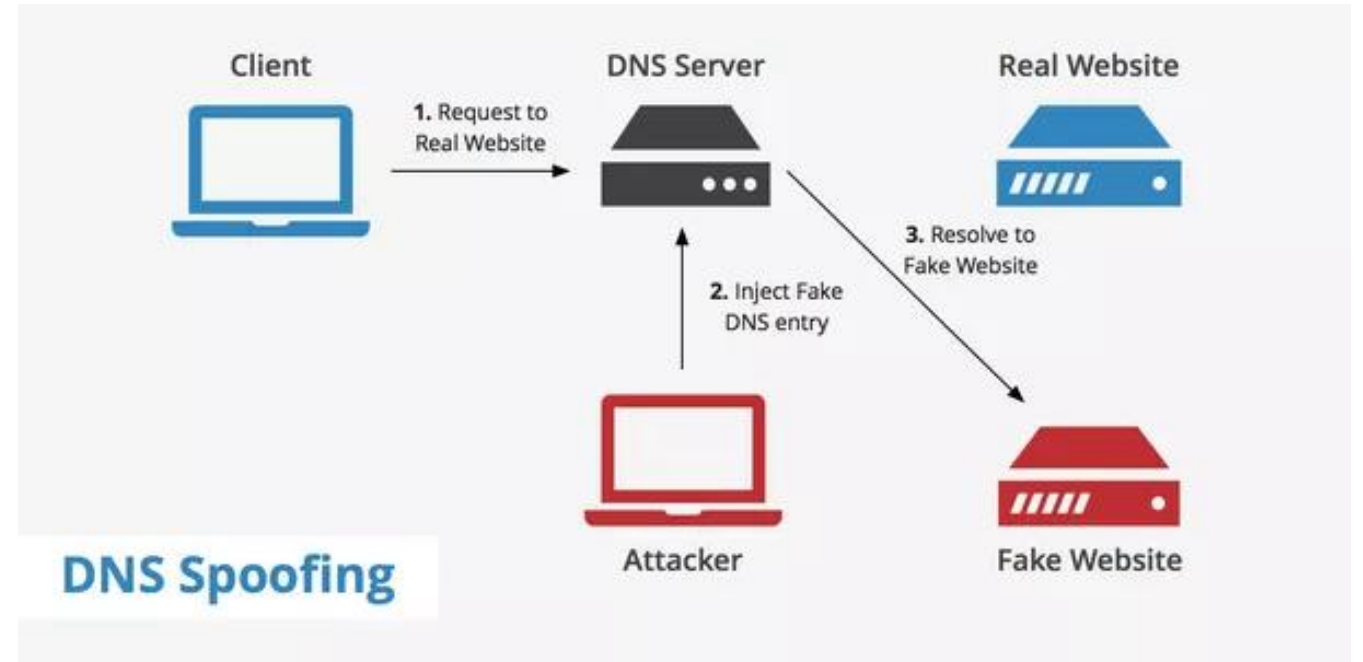 Client
DNS Server
Real Website
1. Request to
Real Website
3. Resolve to
Fake Website
2. Inject Fake
DNS entry
Attacker
Fake Website
DNS Spoofing